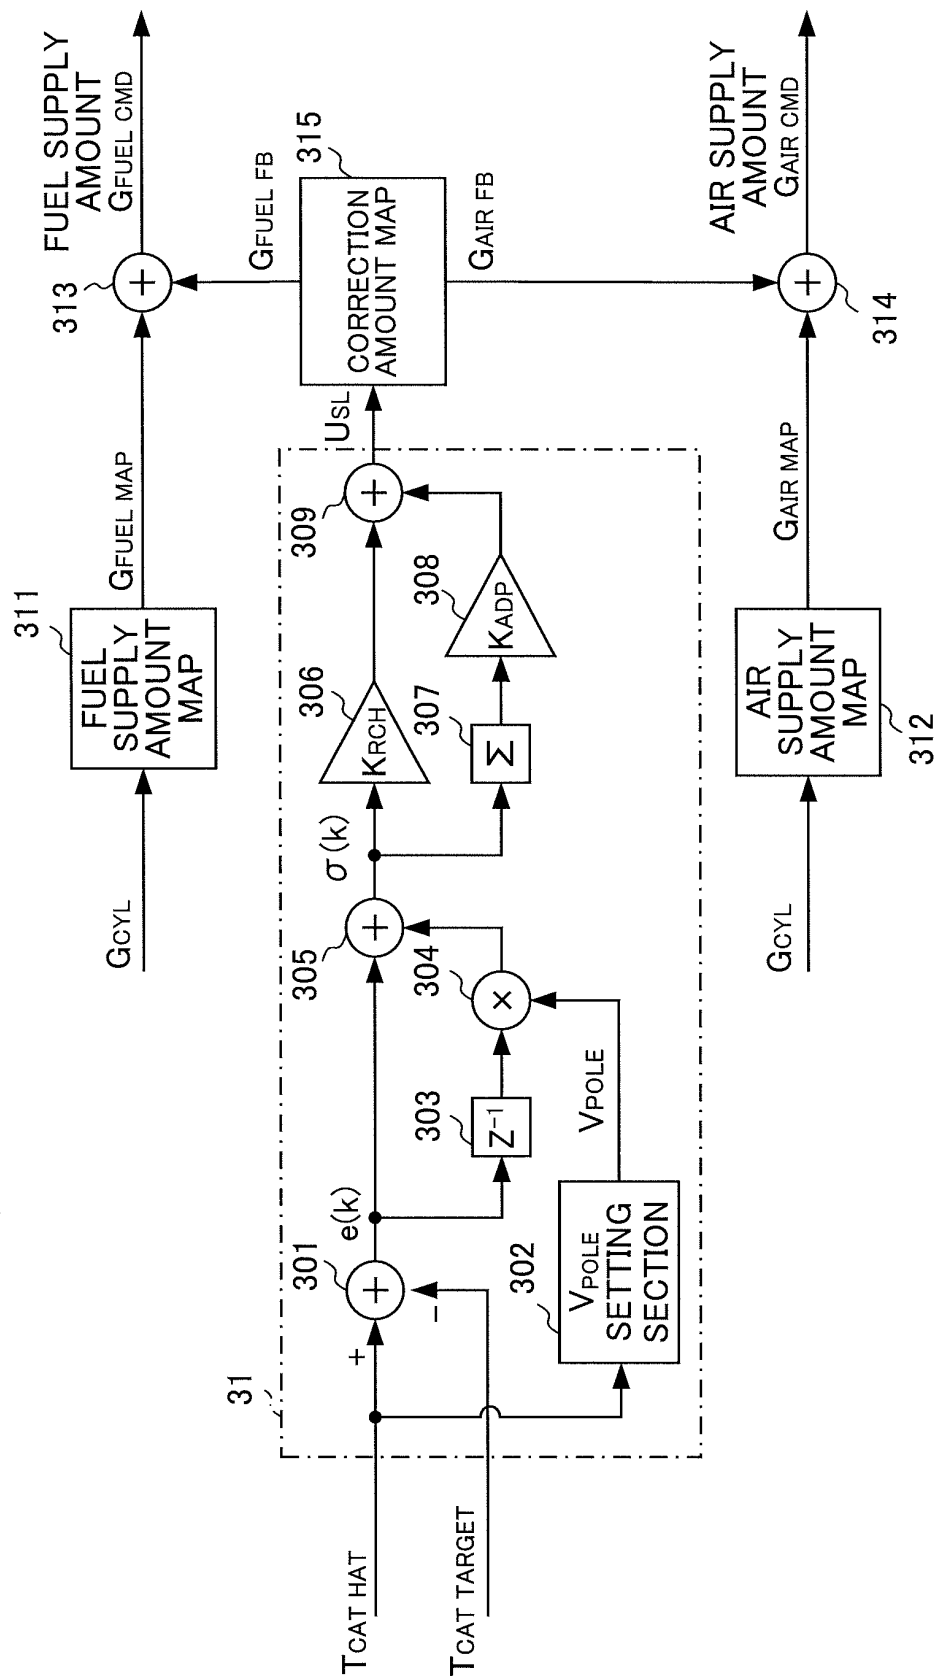 FUEL SUPPLY
AMOUNT
GFUEL CMD
313
+
GFUEL MAP
311
FUEL
SUPPLY
AMOUNT
MAP
GCYL
GFUEL FB
315
CORRECTION
AMOUNT MAP
GAIR FB
USL
309
+
KRCH
306
308
KADP
307
Σ
σ(k)
305
+
304
×
303
Z⁻¹
VPOLE
e(k)
301
+
+
-
302
VPOLE
SETTING
SECTION
31
TCAT HAT
TCAT TARGET
AIR SUPPLY
AMOUNT
GAIR CMD
+
314
GAIR MAP
AIR
SUPPLY
AMOUNT
MAP
312
GCYL